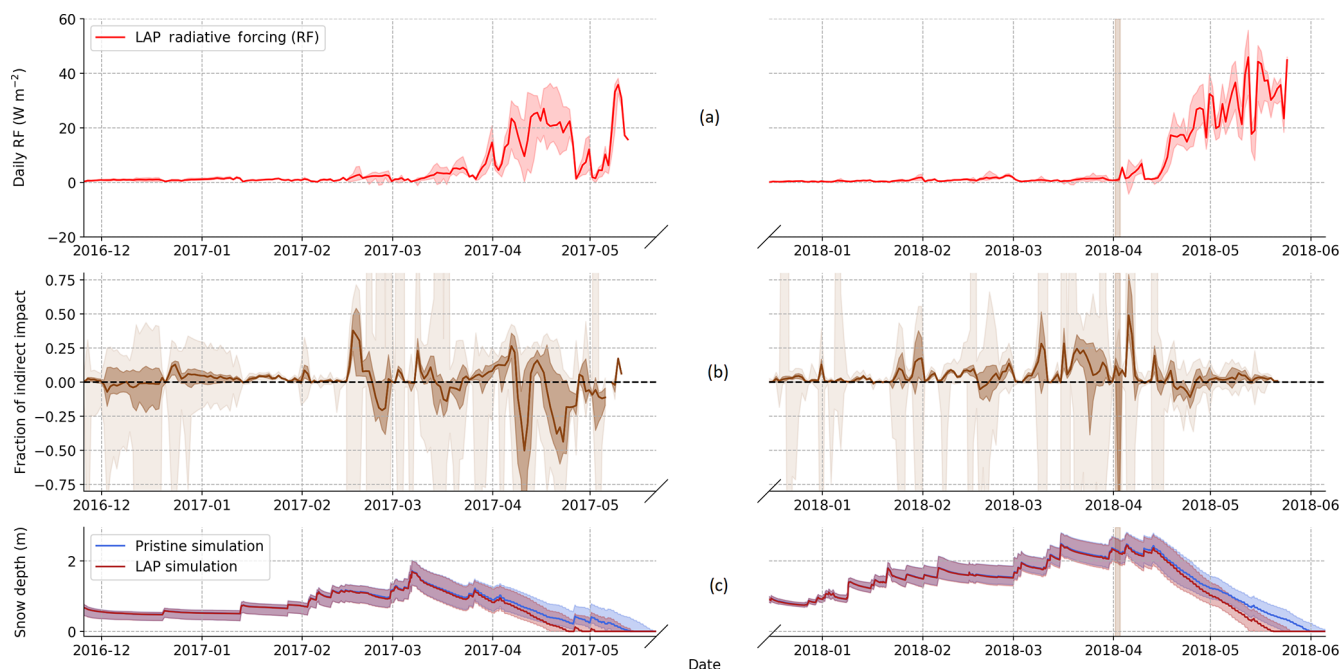 60
40
20
0
−20
Daily RF (W m⁻²)
LAP radiative forcing (RF)
2016-12 2017-01 2017-02 2017-03 2017-04 2017-05
(a)
2018-01 2018-02 2018-03 2018-04 2018-05 2018-06
0.75
0.50
0.25
0.00
−0.25
−0.50
−0.75
Fraction of indirect impact
2016-12 2017-01 2017-02 2017-03 2017-04 2017-05
(b)
2018-01 2018-02 2018-03 2018-04 2018-05 2018-06
2
0
Snow depth (m)
Pristine simulation
LAP simulation
2016-12 2017-01 2017-02 2017-03 2017-04 2017-05
(c)
2018-01 2018-02 2018-03 2018-04 2018-05 2018-06
Date